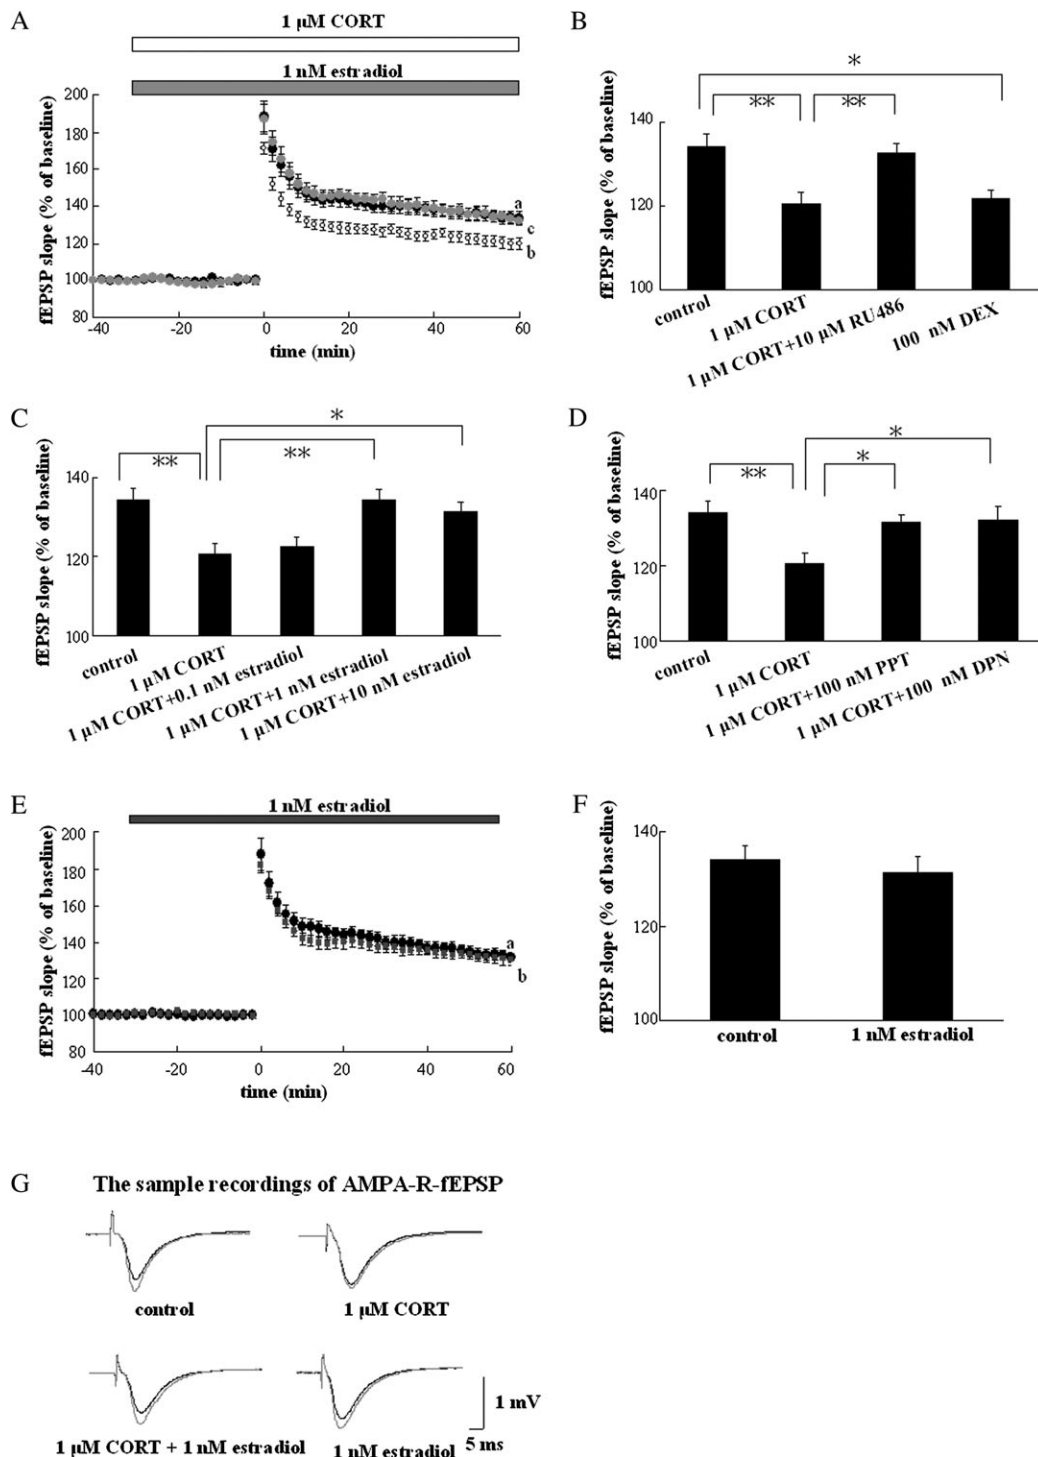 A
1 μM CORT
1 nM estradiol
fEPSP slope (% of baseline)
200
180
160
140
120
100
80
a
c
b
-40
-20
0
20
40
60
time (min)
B
*
**
**
fEPSP slope (% of baseline)
140
120
100
control
1 μM CORT
1 μM CORT+10 μM RU486
100 nM DEX
C
*
**
**
fEPSP slope (% of baseline)
140
120
100
control
1 μM CORT
1 μM CORT+0.1 nM estradiol
1 μM CORT+1 nM estradiol
1 μM CORT+10 nM estradiol
D
*
**
*
fEPSP slope (% of baseline)
140
120
100
control
1 μM CORT
1 μM CORT+100 nM PPT
1 μM CORT+100 nM DPN
E
1 nM estradiol
fEPSP slope (% of baseline)
200
180
160
140
120
100
80
a
b
-40
-20
0
20
40
60
time (min)
F
fEPSP slope (% of baseline)
140
120
100
control
1 nM estradiol
G
The sample recordings of AMPA-R-fEPSP
control
1 μM CORT
1 μM CORT + 1 nM estradiol
1 nM estradiol
1 mV
5 ms